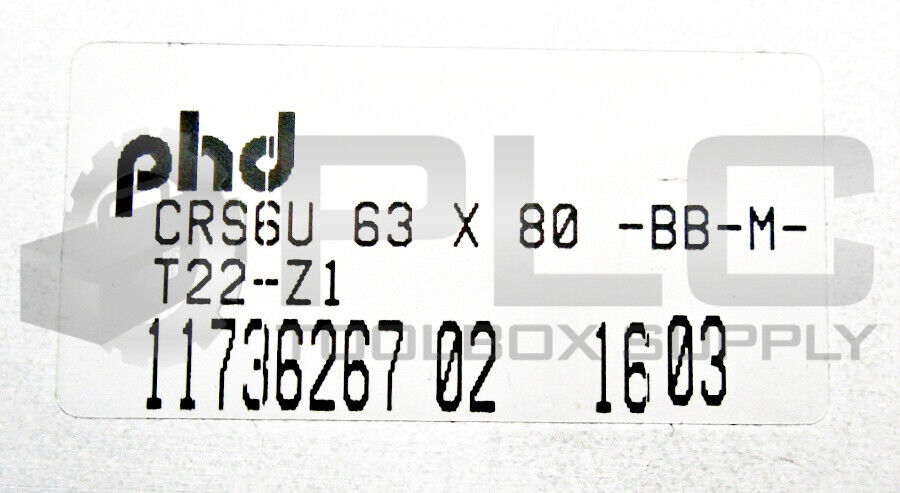 phd
CRS6U 63 X 80 -BB-M-
T22-Z1
11736267 02 1603
PLC
TOOLBOX SUPPLY